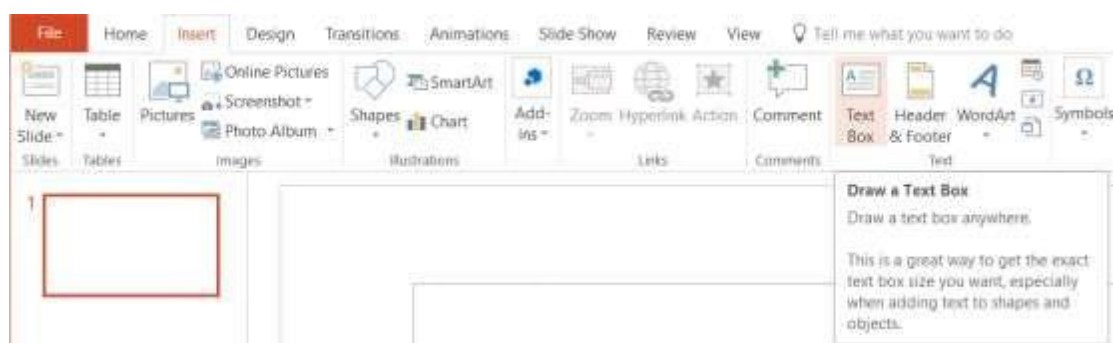 File Home Insert Design Transitions Animations Slide Show Review View Tell me what you want to do
New Slide
Table
Pictures
Online Pictures
Screenshot
Photo Album
Shapes
SmartArt
Chart
Add-ins
Zoom
Hyperlink
Action
Comment
Text Box
Header & Footer
WordArt
Symbols
Slides Tables Images Illustrations Links Comments Text
1
Draw a Text Box
Draw a text box anywhere.
This is a great way to get the exact
text box size you want, especially
when adding text to shapes and
objects.